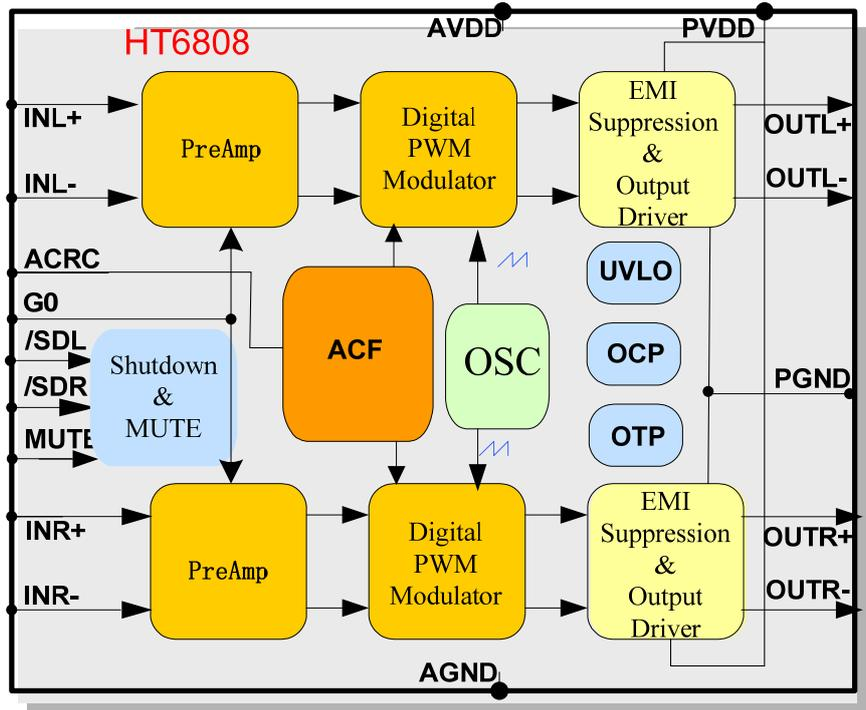 AVDD
PVDD
HT6808
INL+
INL-
PreAmp
Digital
PWM
Modulator
EMI
Suppression
&
Output
Driver
OUTL+
OUTL-
ACRC
G0
/SDL
/SDR
MUTE
Shutdown
&
MUTE
ACF
OSC
UVLO
OCP
OTP
PGND
INR+
INR-
PreAmp
Digital
PWM
Modulator
EMI
Suppression
&
Output
Driver
OUTR+
OUTR-
AGND